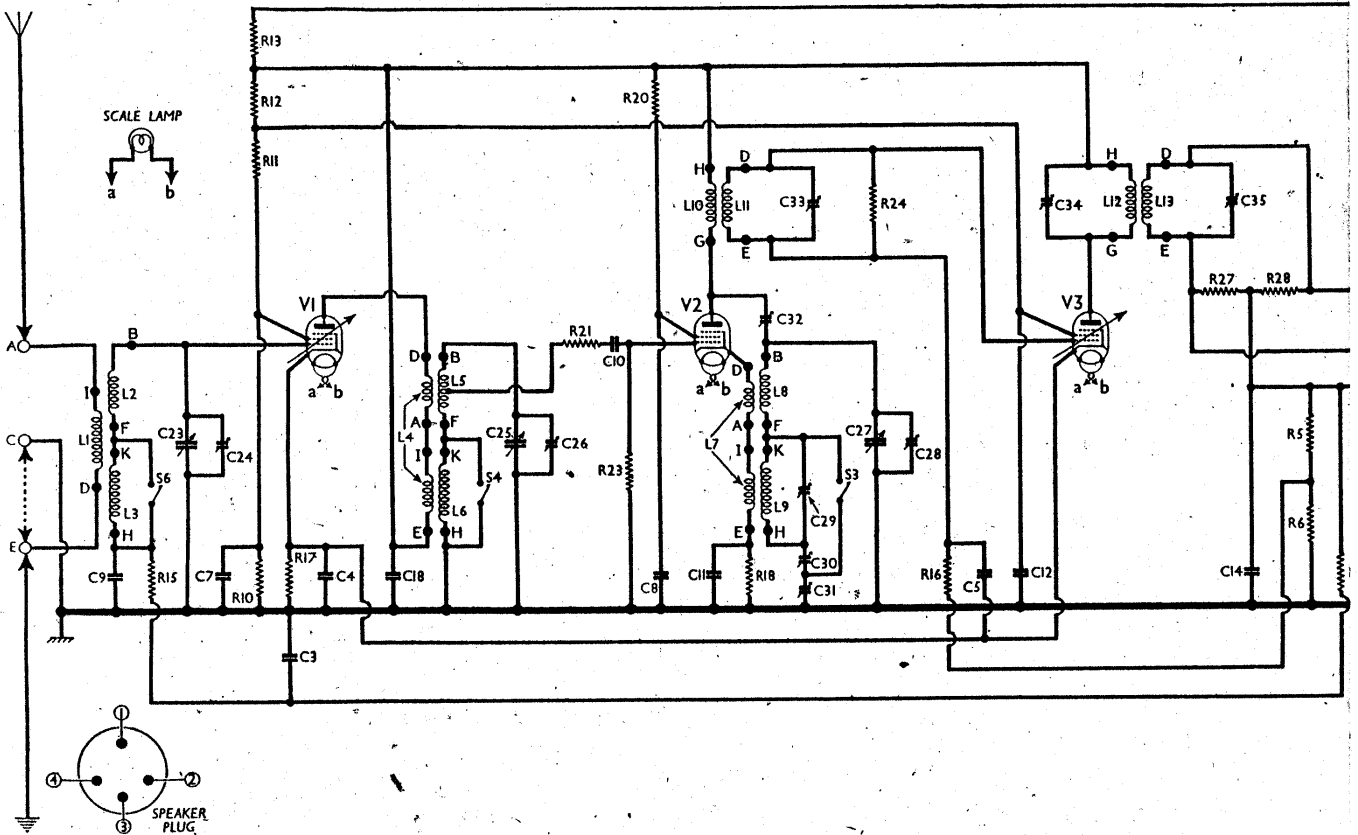 R13
R12
R20
SCALE LAMP
R11
a b
H D
H D
L10 L11 C33
R24
C34 L12 L13 C35
G E
G E
R27 R28
V1
V2
V3
C32
R21
C10
A
B
D B
D B
a b
a b
a b
I L2
L5
L8
F
A F
A F
C L1 K C23 C24
L4
I K C25 C26
R23
L7
I K C27 C28
R5
S6
S4
S3
D L3
L6
L9 C29
R6
H
E H
E H
E
C9 R15 C7 R10 R17 C4 C18 C8 C11 R18 C30 C31 R16 C5 C12 C14
C3
1
4 2
3
SPEAKER
PLUG